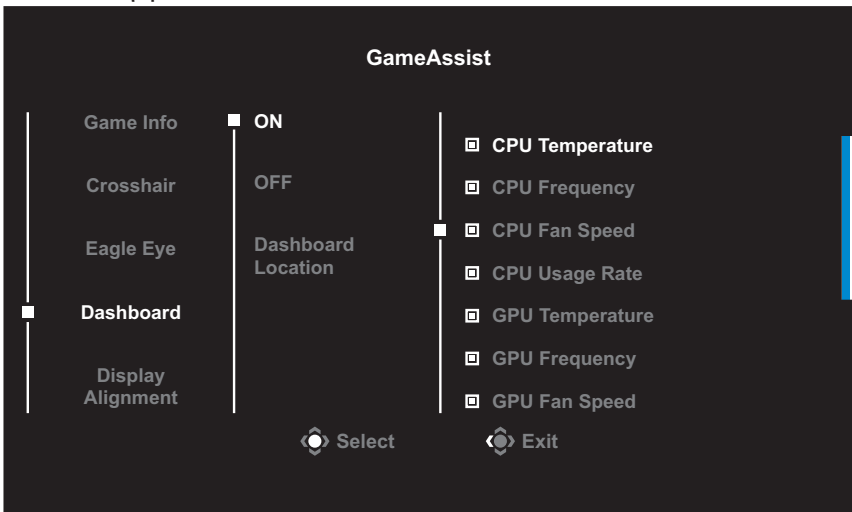 GameAssist
Game Info
Crosshair
Eagle Eye
Dashboard
Display
Alignment
ON
OFF
Dashboard
Location
CPU Temperature
CPU Frequency
CPU Fan Speed
CPU Usage Rate
GPU Temperature
GPU Frequency
GPU Fan Speed
Select
Exit